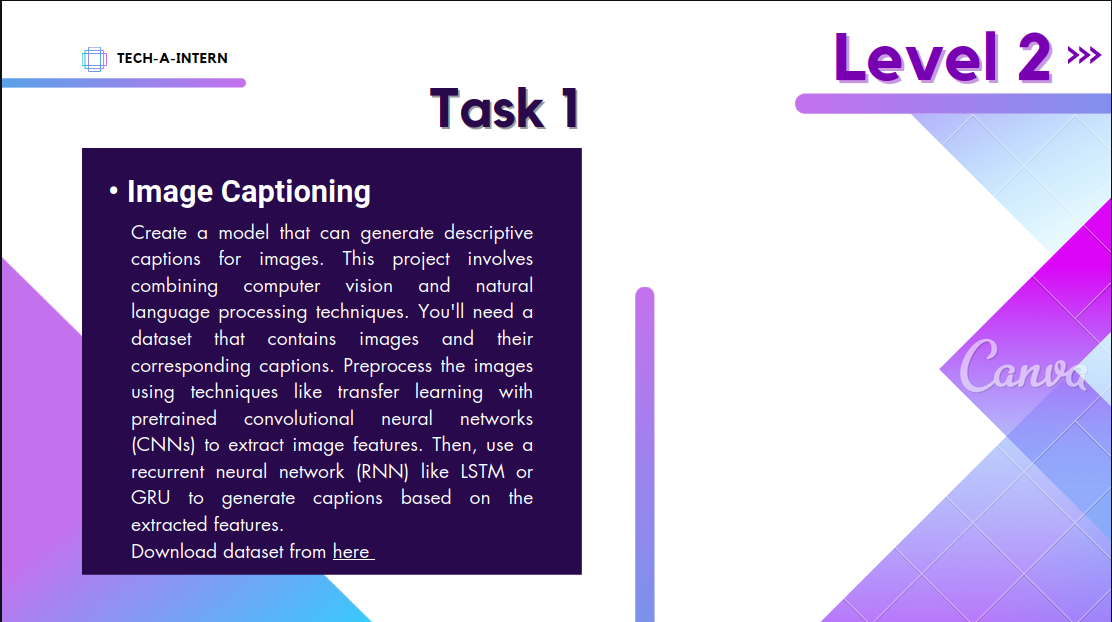 TECH-A-INTERN
Level 2 >>>
Task 1
• Image Captioning
Create a model that can generate descriptive
captions for images. This project involves
combining computer vision and natural
language processing techniques. You'll need a
dataset that contains images and their
corresponding captions. Preprocess the images
using techniques like transfer learning with
pretrained convolutional neural networks
(CNNs) to extract image features. Then, use a
recurrent neural network (RNN) like LSTM or
GRU to generate captions based on the
extracted features.
Download dataset from here
Canva